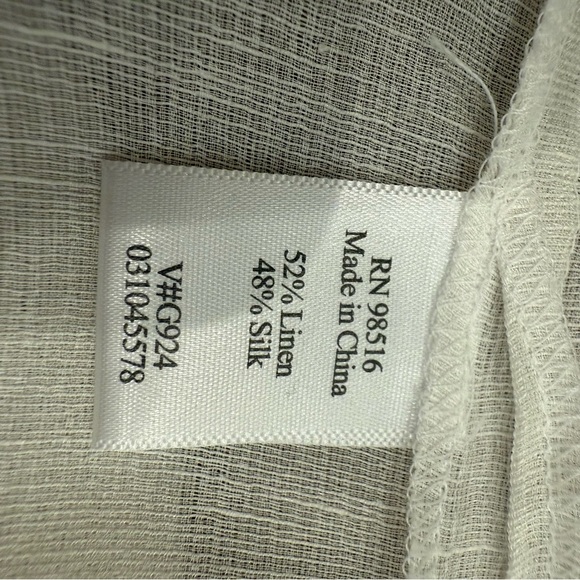 RN 98516
Made in China
52% Linen
48% Silk
V#G924
031045578